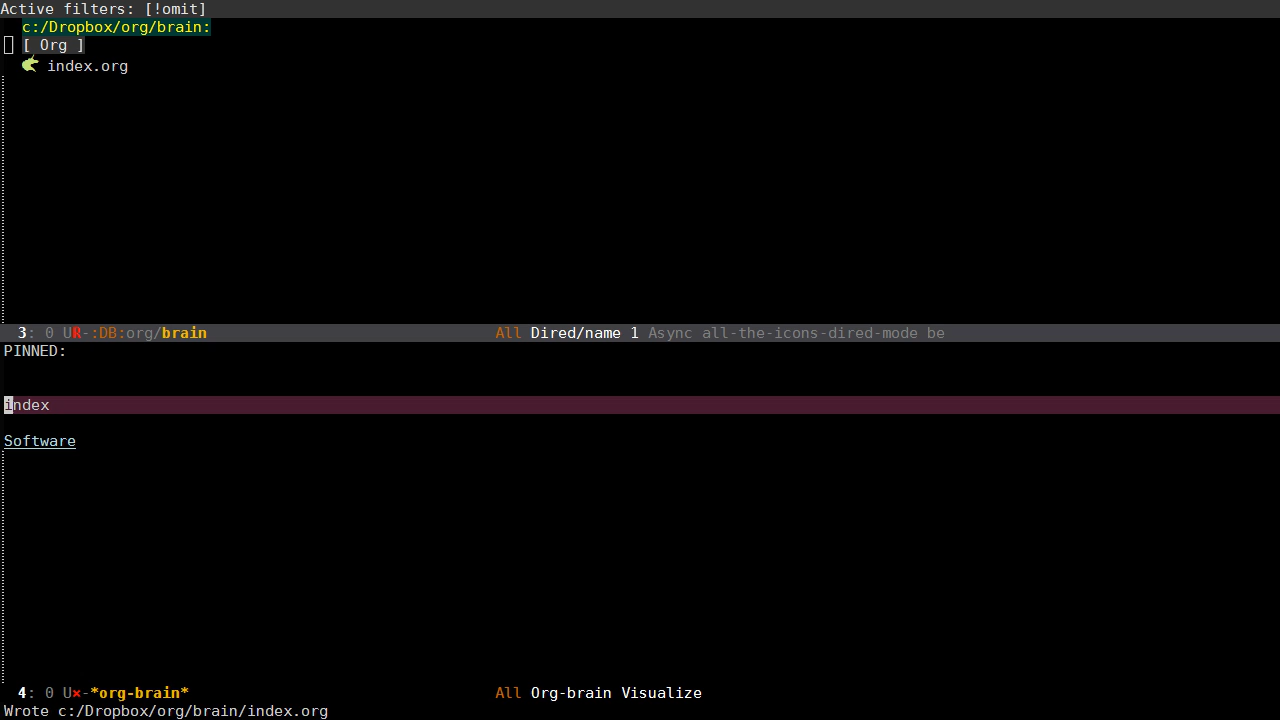 Active filters: [!omit]
c:/Dropbox/org/brain:
[ Org ]
index.org
3: 0 UR-:DB:org/brain All Dired/name 1 Async all-the-icons-dired-mode be
PINNED:
index
Software
4: 0 U×-*org-brain* All Org-brain Visualize
Wrote c:/Dropbox/org/brain/index.org